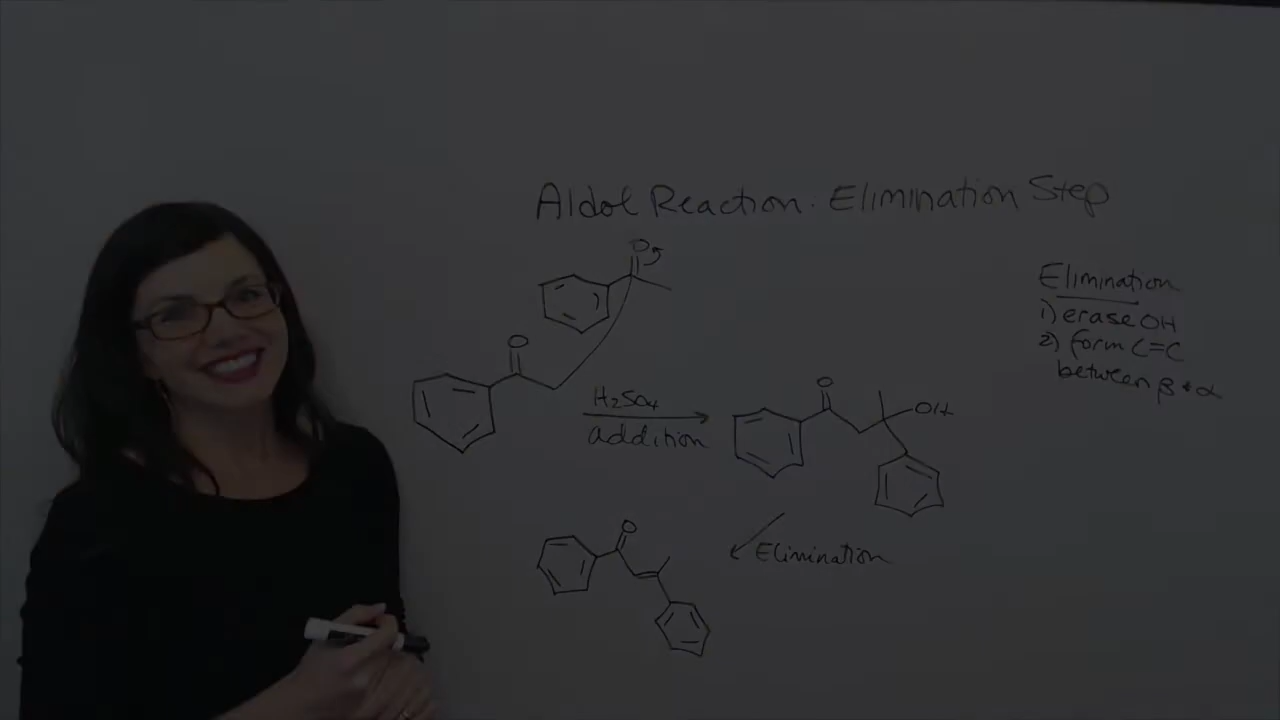 Aldol Reaction. Elimination Step
O
Elimination
1) erase OH
2) form C=C
between β + α
O
H₂SO₄
addition
O
OH
O
Elimination